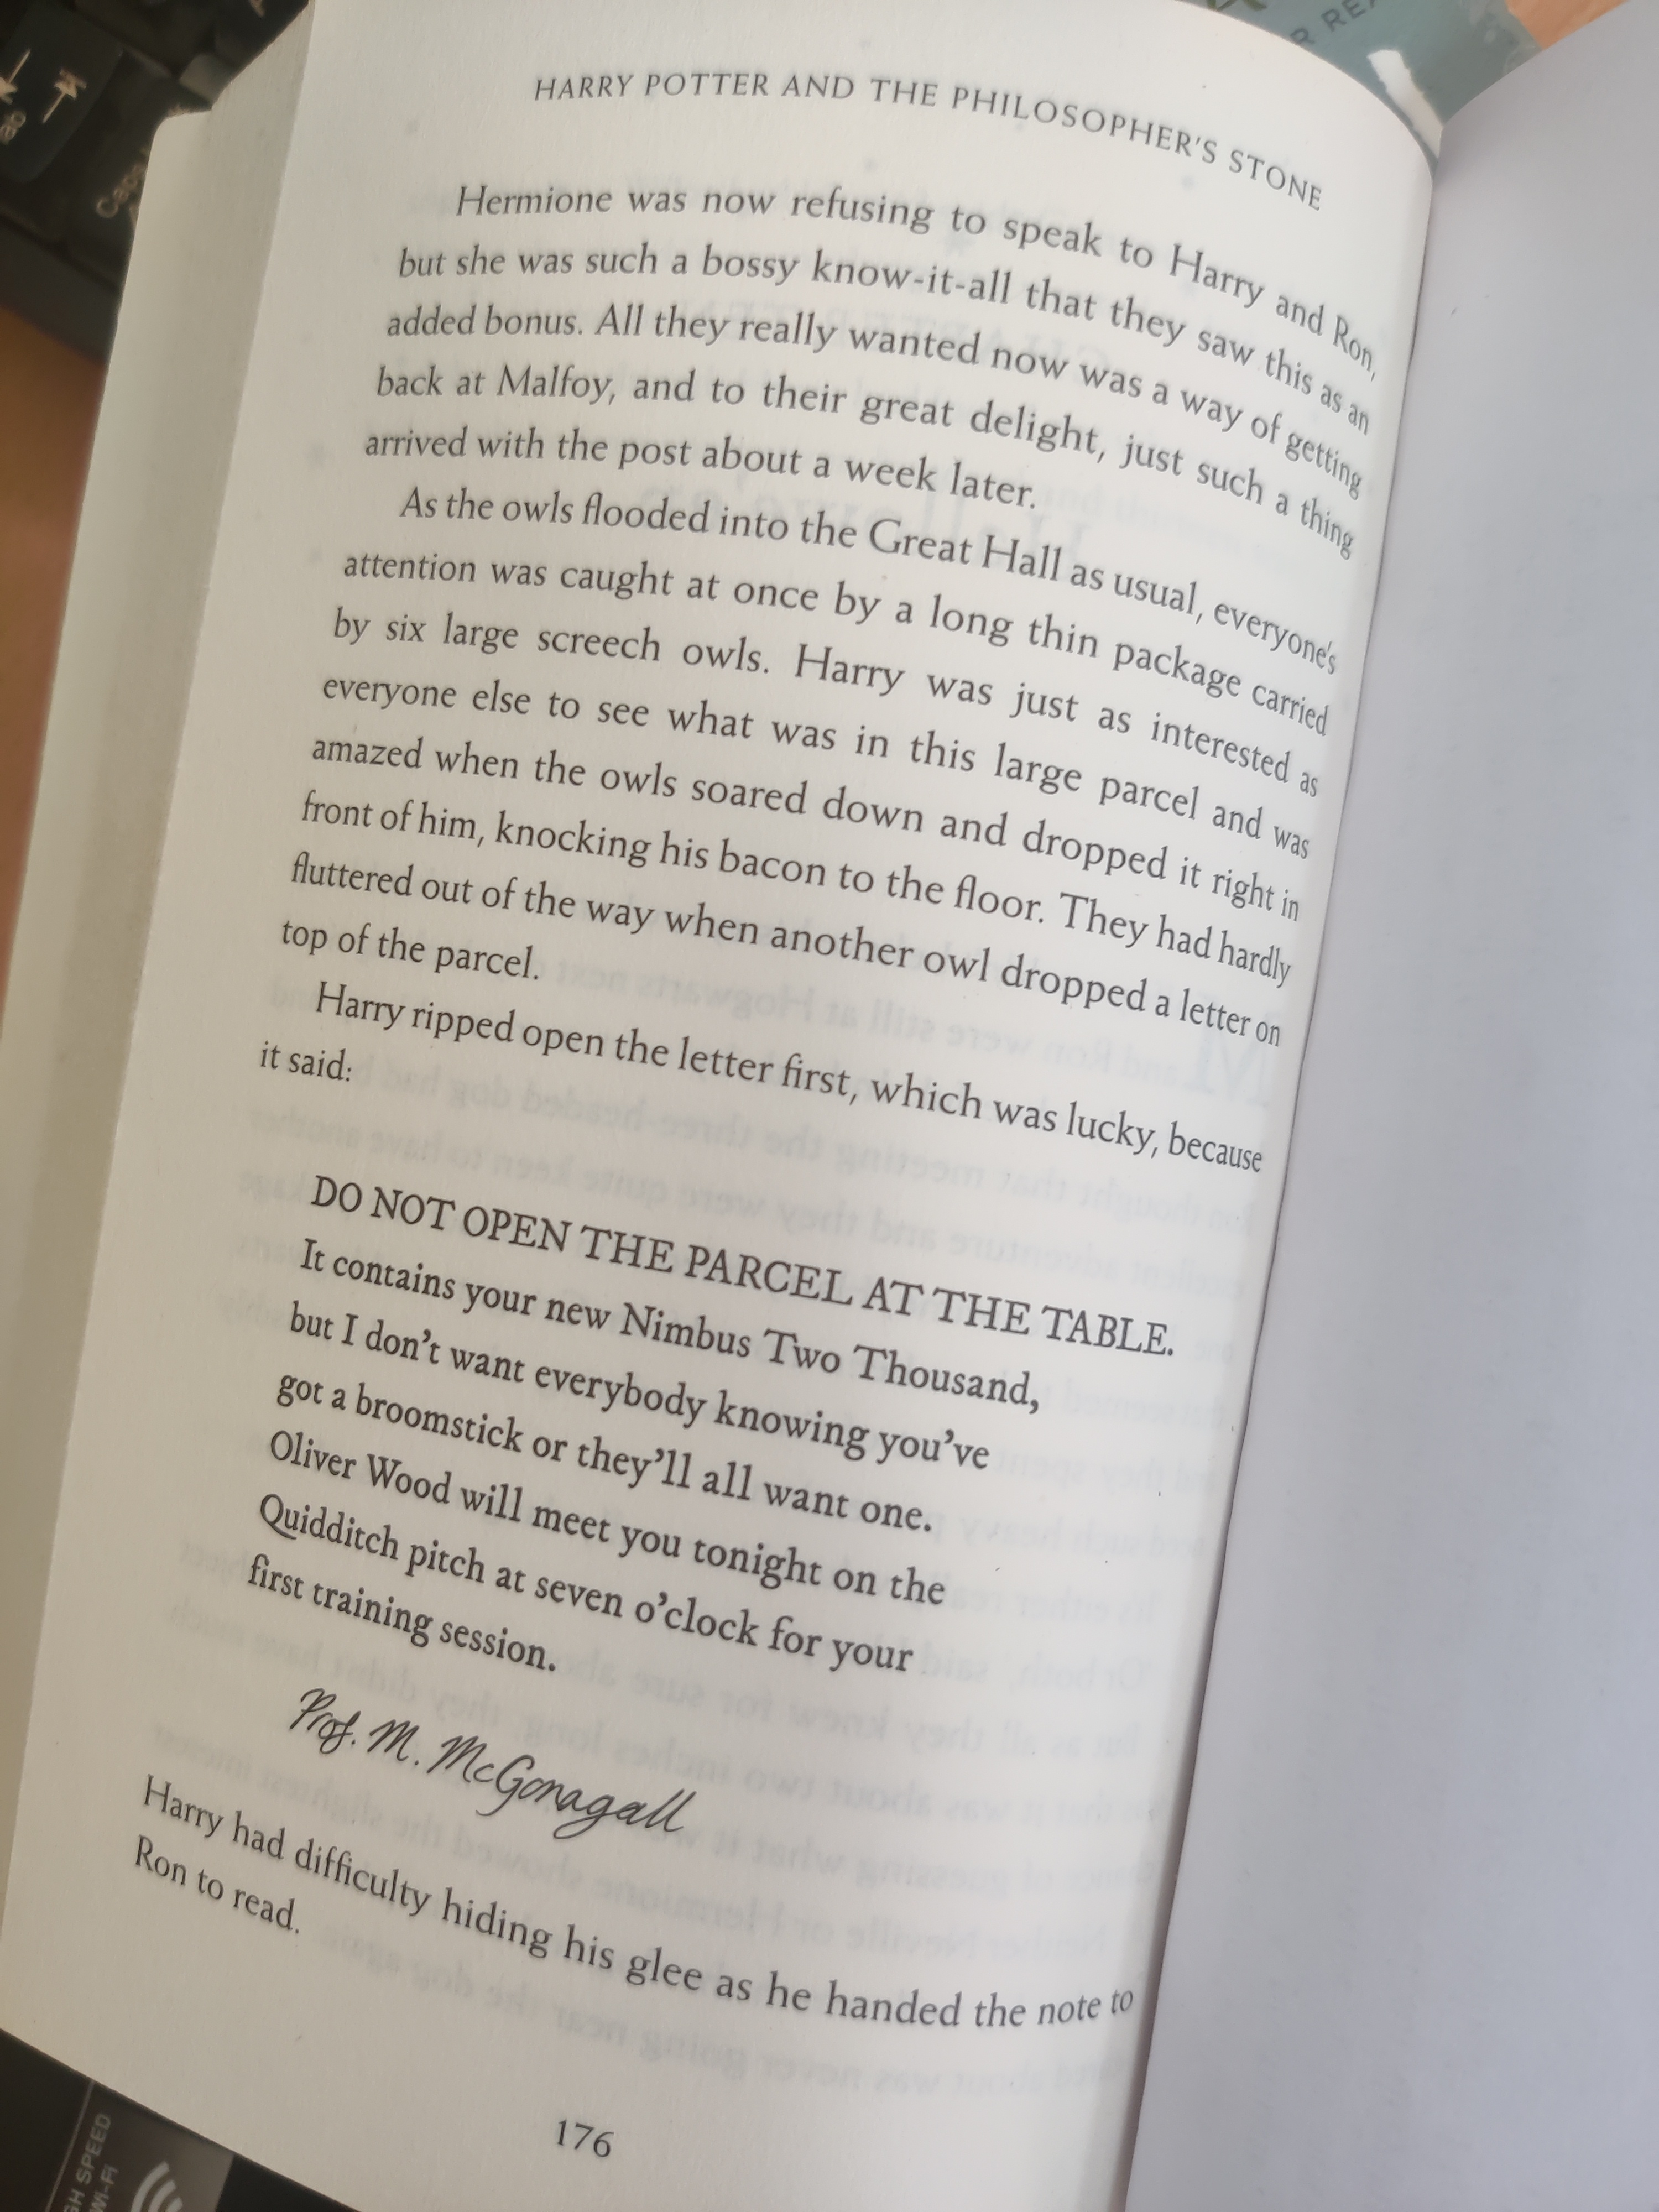 HARRY POTTER AND THE PHILOSOPHER'S STONE
Hermione was now refusing to speak to Harry and Ron,
but she was such a bossy know-it-all that they saw this as an
added bonus. All they really wanted now was a way of getting
back at Malfoy, and to their great delight, just such a thing
arrived with the post about a week later.
As the owls flooded into the Great Hall as usual, everyone's
attention was caught at once by a long thin package carried
by six large screech owls. Harry was just as interested as
everyone else to see what was in this large parcel and was
amazed when the owls soared down and dropped it right in
front of him, knocking his bacon to the floor. They had hardly
fluttered out of the way when another owl dropped a letter on
top of the parcel.
Harry ripped open the letter first, which was lucky, because
it said:
DO NOT OPEN THE PARCEL AT THE TABLE.
It contains your new Nimbus Two Thousand,
but I don't want everybody knowing you've
got a broomstick or they'll all want one.
Oliver Wood will meet you tonight on the
Quidditch pitch at seven o'clock for your
first training session.
Prof. M. McGonagall
Harry had difficulty hiding his glee as he handed the note to
Ron to read.
176